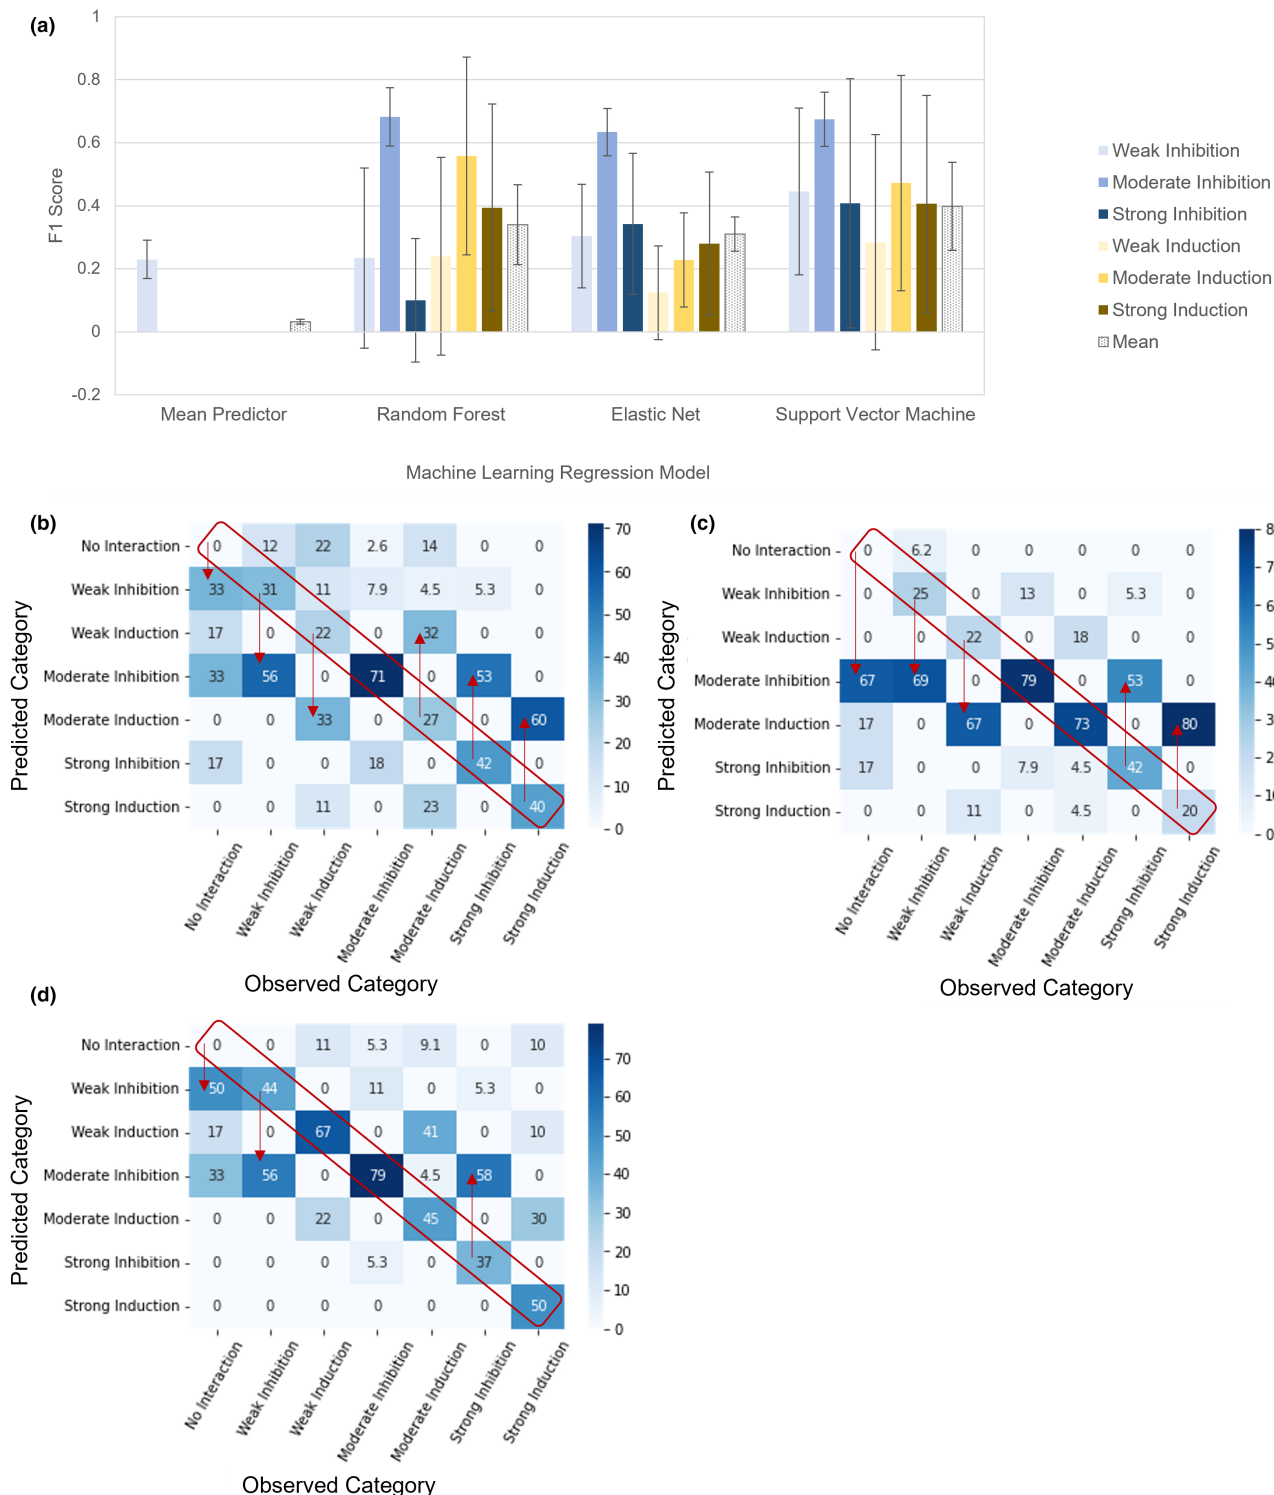 (a)
1
0.8
0.6
0.4
0.2
0
-0.2
F1 Score
Mean Predictor
Random Forest
Elastic Net
Support Vector Machine
Machine Learning Regression Model
Weak Inhibition
Moderate Inhibition
Strong Inhibition
Weak Induction
Moderate Induction
Strong Induction
Mean
(b)
Predicted Category
No Interaction 0 12 22 2.6 14 0 0
Weak Inhibition 33 31 11 7.9 4.5 5.3 0
Weak Induction 17 0 22 0 32 0 0
Moderate Inhibition 33 56 0 71 0 53 0
Moderate Induction 0 0 33 0 27 0 60
Strong Inhibition 17 0 0 18 0 42 0
Strong Induction 0 0 11 0 23 0 40
No Interaction
Weak Inhibition
Weak Induction
Moderate Inhibition
Moderate Induction
Strong Inhibition
Strong Induction
Observed Category
70
60
50
40
30
20
10
0
(c)
Predicted Category
No Interaction 0 6.2 0 0 0 0 0
Weak Inhibition 0 25 0 13 0 5.3 0
Weak Induction 0 0 22 0 18 0 0
Moderate Inhibition 67 69 0 79 0 53 0
Moderate Induction 17 0 67 0 73 0 80
Strong Inhibition 17 0 0 7.9 4.5 42 0
Strong Induction 0 0 11 0 4.5 0 20
No Interaction
Weak Inhibition
Weak Induction
Moderate Inhibition
Moderate Induction
Strong Inhibition
Strong Induction
Observed Category
(d)
Predicted Category
No Interaction 0 0 11 5.3 9.1 0 10
Weak Inhibition 50 44 0 11 0 5.3 0
Weak Induction 17 0 67 0 41 0 10
Moderate Inhibition 33 56 0 79 4.5 58 0
Moderate Induction 0 0 22 0 45 0 30
Strong Inhibition 0 0 0 5.3 0 37 0
Strong Induction 0 0 0 0 0 0 50
No Interaction
Weak Inhibition
Weak Induction
Moderate Inhibition
Moderate Induction
Strong Inhibition
Strong Induction
Observed Category
70
60
50
40
30
20
10
0